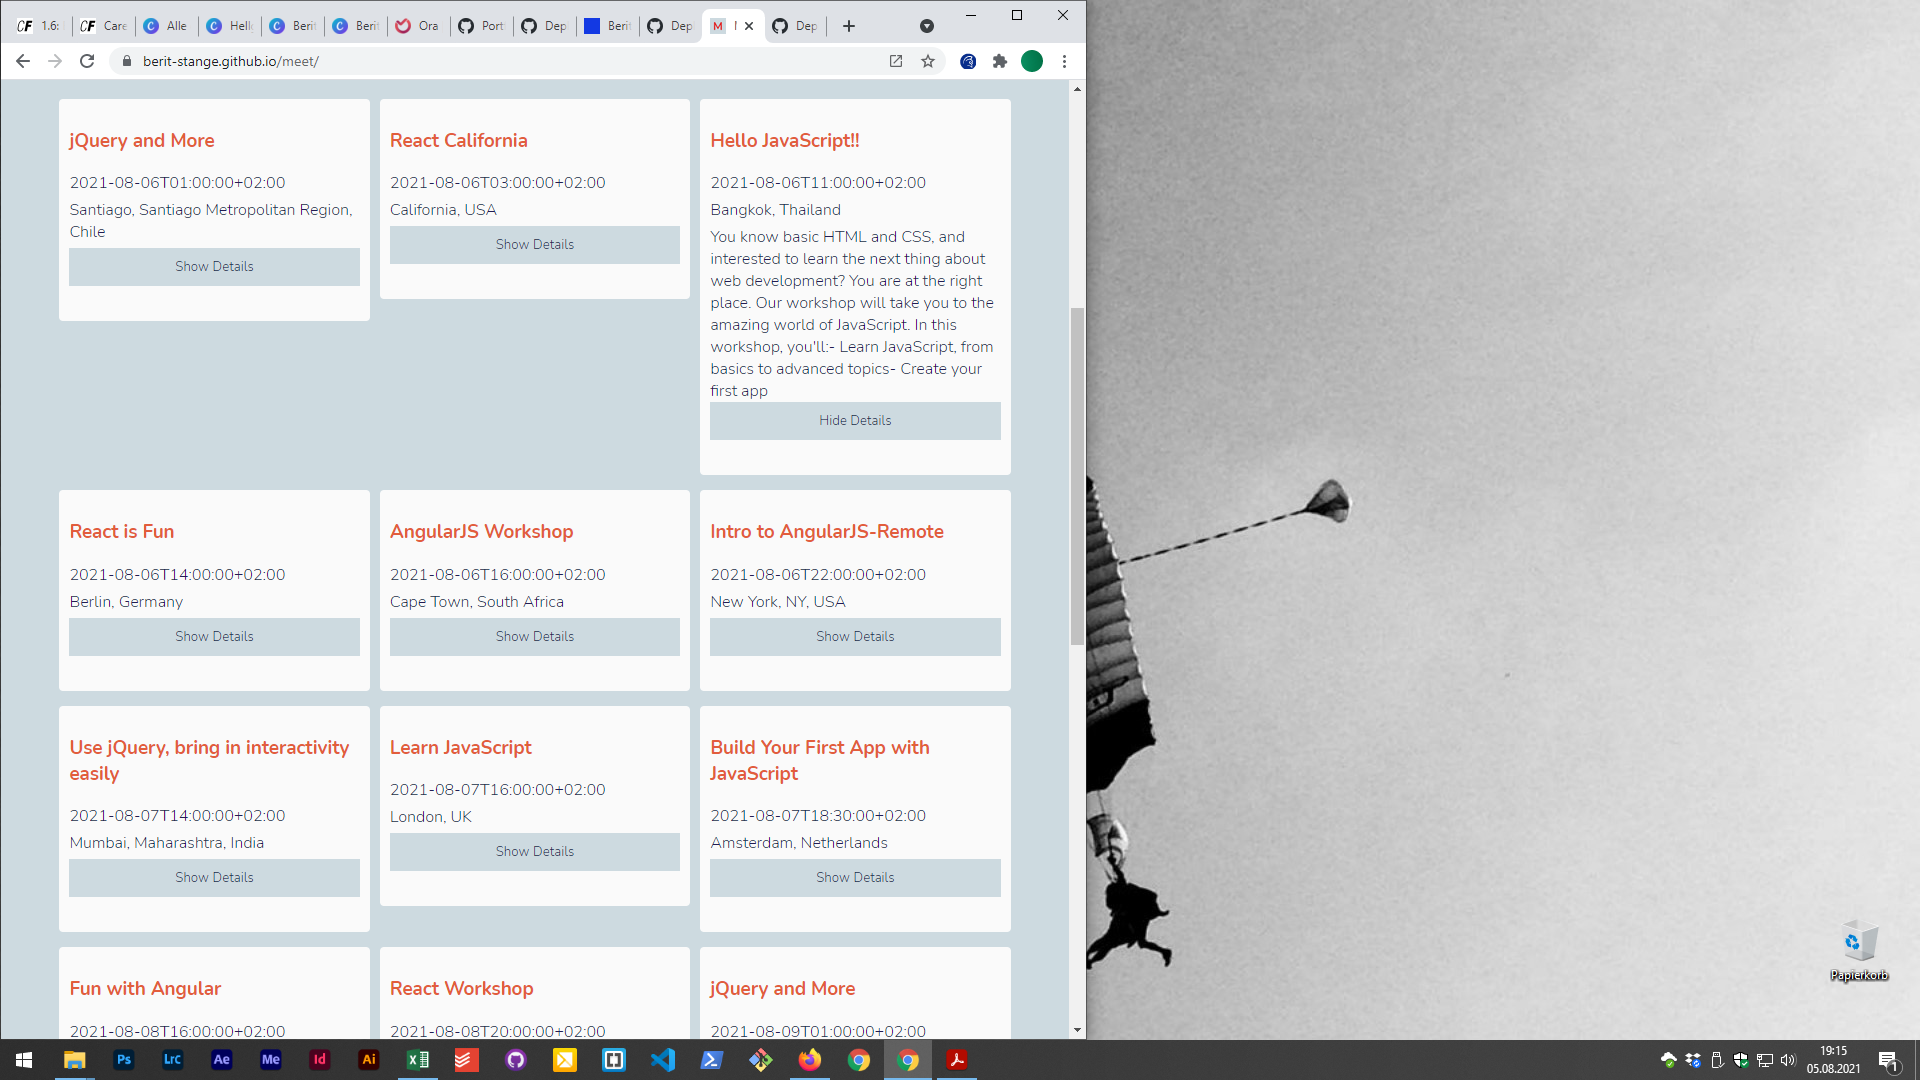 1.6:
Care
Alle
Hell
Berit
Berit
Ora
Port
Dep
Berit
Dep
Dep
berit-stange.github.io/meet/
jQuery and More
2021-08-06T01:00:00+02:00
Santiago, Santiago Metropolitan Region,
Chile
Show Details
React California
2021-08-06T03:00:00+02:00
California, USA
Show Details
Hello JavaScript!!
2021-08-06T11:00:00+02:00
Bangkok, Thailand
You know basic HTML and CSS, and
interested to learn the next thing about
web development? You are at the right
place. Our workshop will take you to the
amazing world of JavaScript. In this
workshop, you'll:- Learn JavaScript, from
basics to advanced topics- Create your
first app
Hide Details
React is Fun
2021-08-06T14:00:00+02:00
Berlin, Germany
Show Details
AngularJS Workshop
2021-08-06T16:00:00+02:00
Cape Town, South Africa
Show Details
Intro to AngularJS-Remote
2021-08-06T22:00:00+02:00
New York, NY, USA
Show Details
Use jQuery, bring in interactivity
easily
2021-08-07T14:00:00+02:00
Mumbai, Maharashtra, India
Show Details
Learn JavaScript
2021-08-07T16:00:00+02:00
London, UK
Show Details
Build Your First App with
JavaScript
2021-08-07T18:30:00+02:00
Amsterdam, Netherlands
Show Details
Fun with Angular
2021-08-08T16:00:00+02:00
React Workshop
2021-08-08T20:00:00+02:00
jQuery and More
2021-08-09T01:00:00+02:00
Papierkorb
Ps
Lrc
Ae
Me
Id
Ai
19:15
05.08.2021
1